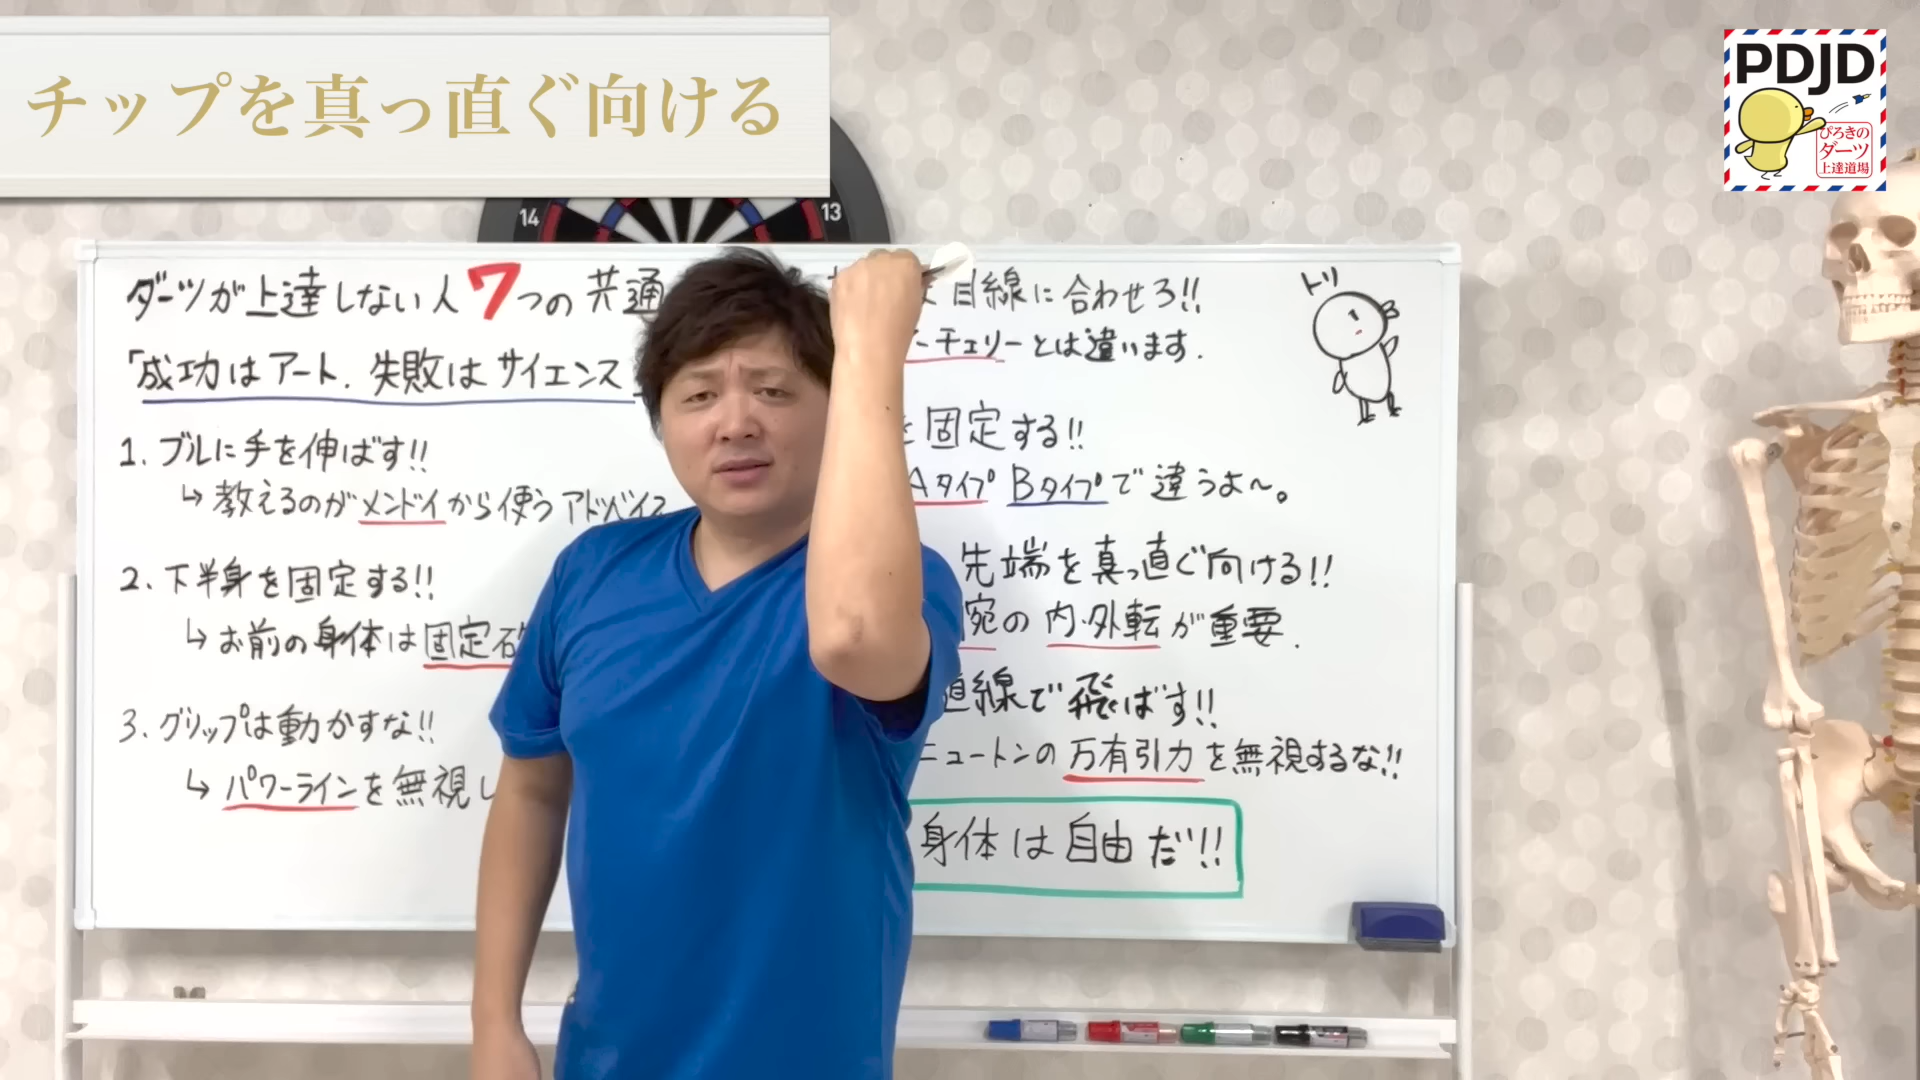 チップを真っ直ぐ向ける
PDJD
ぴろきの
ダーツ
上達道場
14
13
ダーツが上達しない人7つの共通
「成功はアート、失敗はサイエンス
1. ブルに手を伸ばす!!
↳ 教えるのがメンドイから使うアドバイス
2. 下半身を固定する!!
↳ お前の身体は固定
3. グリップは動かすな!!
↳ パワーラインを無視し
目線に合わせろ!!
ーチェリーとは違います.
を固定する!!
Aタイプ Bタイプで違うよ～。
先端を真っ直ぐ向ける!!
腕の内・外転が重要.
直線で飛ばす!!
ニュートンの万有引力を無視するな!!
身体は自由だ!!
トリ